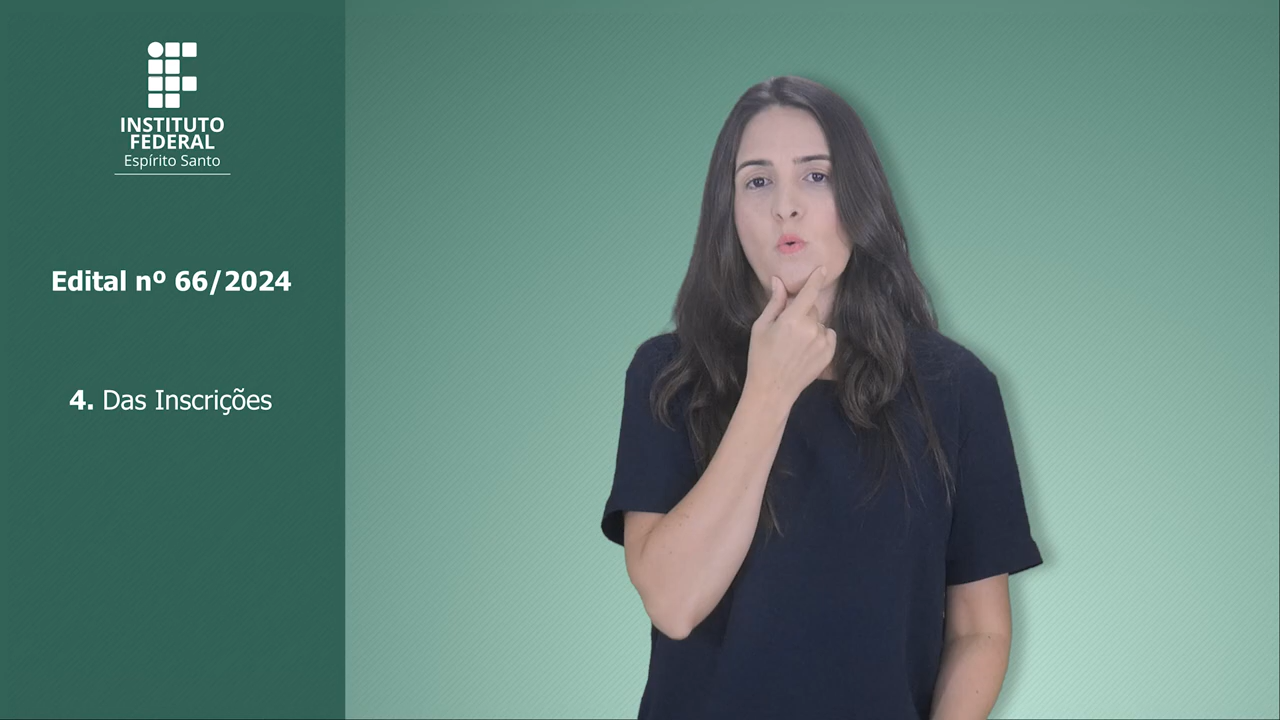 INSTITUTO
FEDERAL
Espírito Santo
Edital nº 66/2024
4. Das Inscrições